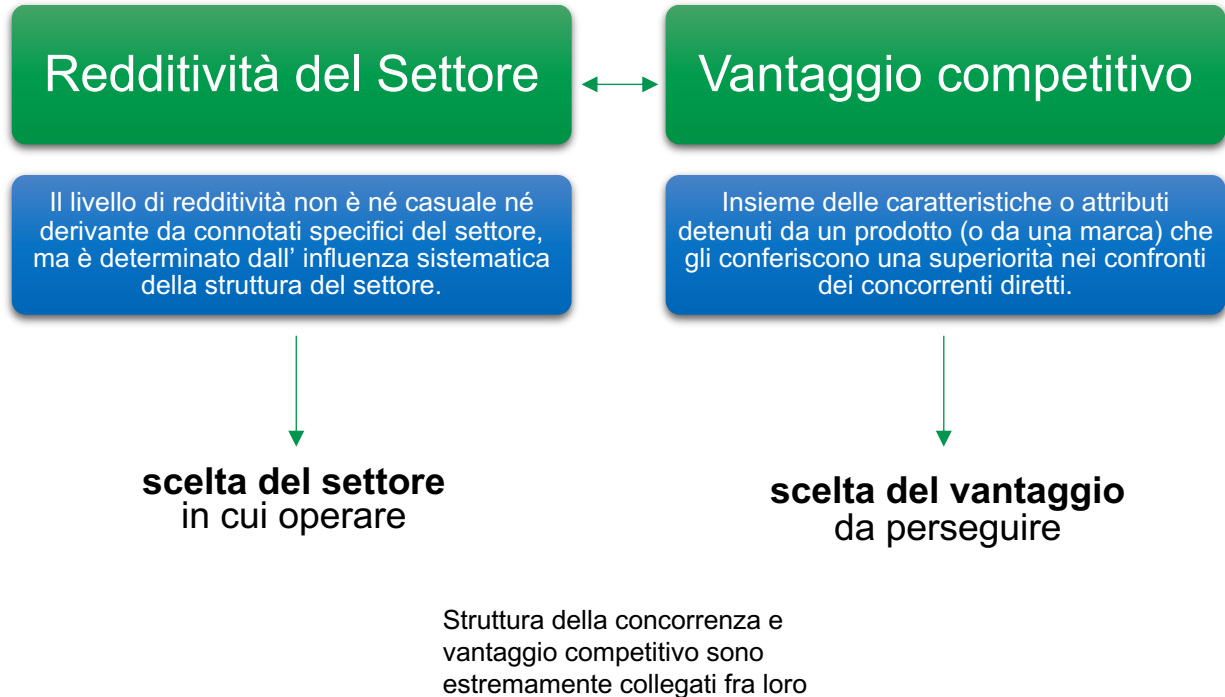 Redditività del Settore
Vantaggio competitivo
Il livello di redditività non è né casuale né
derivante da connotati specifici del settore,
ma è determinato dall' influenza sistematica
della struttura del settore.
Insieme delle caratteristiche o attributi
detenuti da un prodotto (o da una marca) che
gli conferiscono una superiorità nei confronti
dei concorrenti diretti.
scelta del settore
in cui operare
scelta del vantaggio
da perseguire
Struttura della concorrenza e
vantaggio competitivo sono
estremamente collegati fra loro